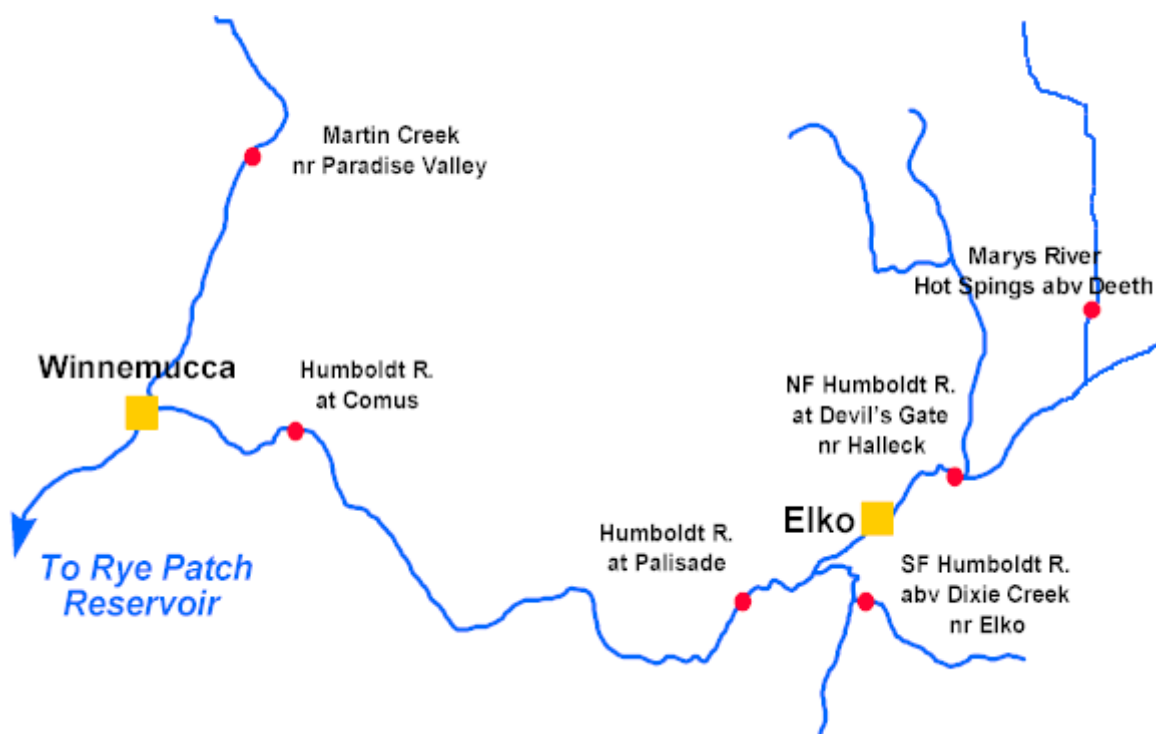 Martin Creek
nr Paradise Valley
Marys River
Hot Spings abv Deeth
Winnemucca
Humboldt R.
at Comus
NF Humboldt R.
at Devil's Gate
nr Halleck
Elko
Humboldt R.
at Palisade
SF Humboldt R.
abv Dixie Creek
nr Elko
To Rye Patch
Reservoir